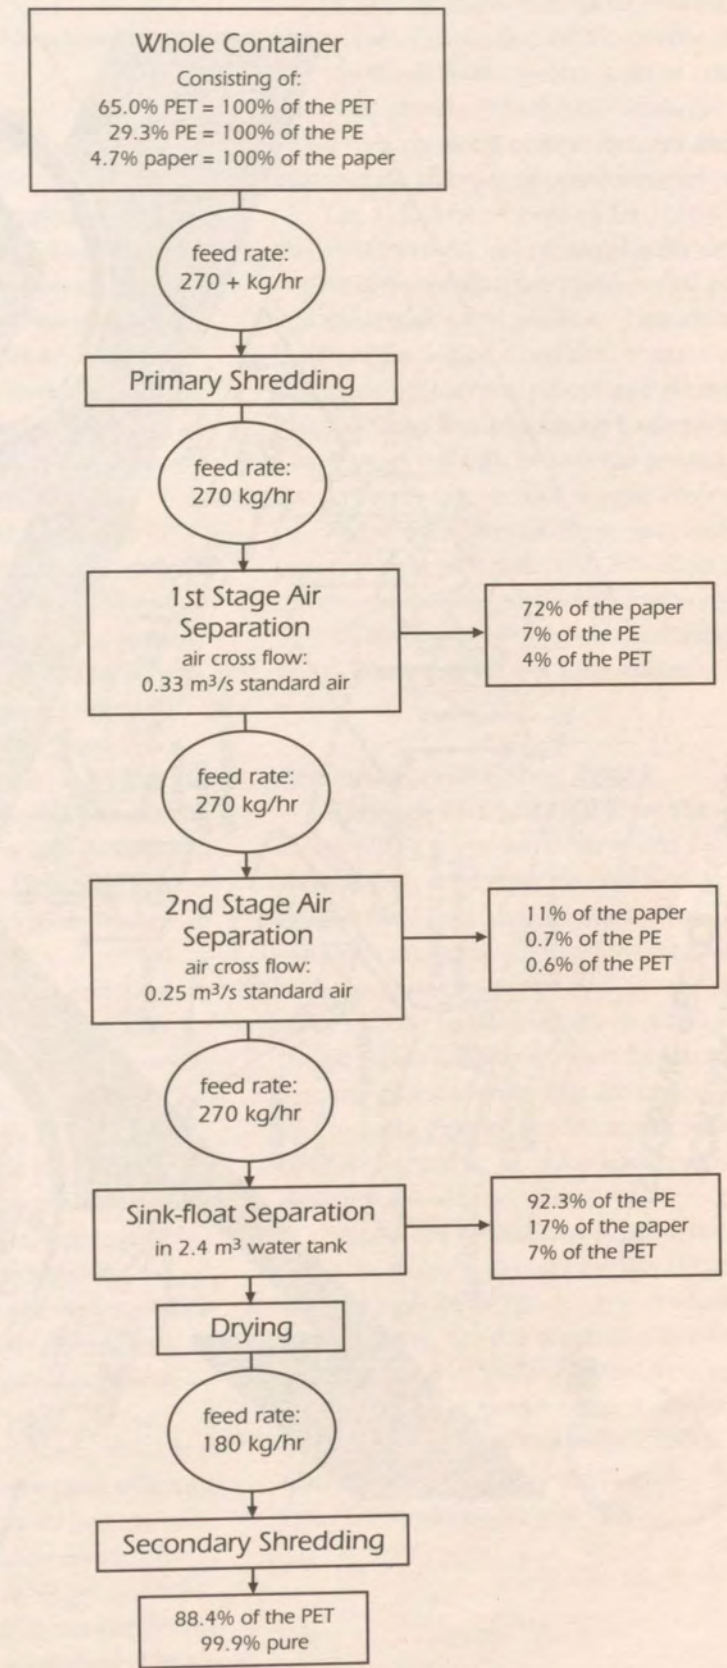 Whole Container
Consisting of:
65.0% PET = 100% of the PET
29.3% PE = 100% of the PE
4.7% paper = 100% of the paper
feed rate:
270 + kg/hr
Primary Shredding
feed rate:
270 kg/hr
1st Stage Air
Separation
air cross flow:
0.33 m³/s standard air
72% of the paper
7% of the PE
4% of the PET
feed rate:
270 kg/hr
2nd Stage Air
Separation
air cross flow:
0.25 m³/s standard air
11% of the paper
0.7% of the PE
0.6% of the PET
feed rate:
270 kg/hr
Sink-float Separation
in 2.4 m³ water tank
92.3% of the PE
17% of the paper
7% of the PET
Drying
feed rate:
180 kg/hr
Secondary Shredding
88.4% of the PET
99.9% pure